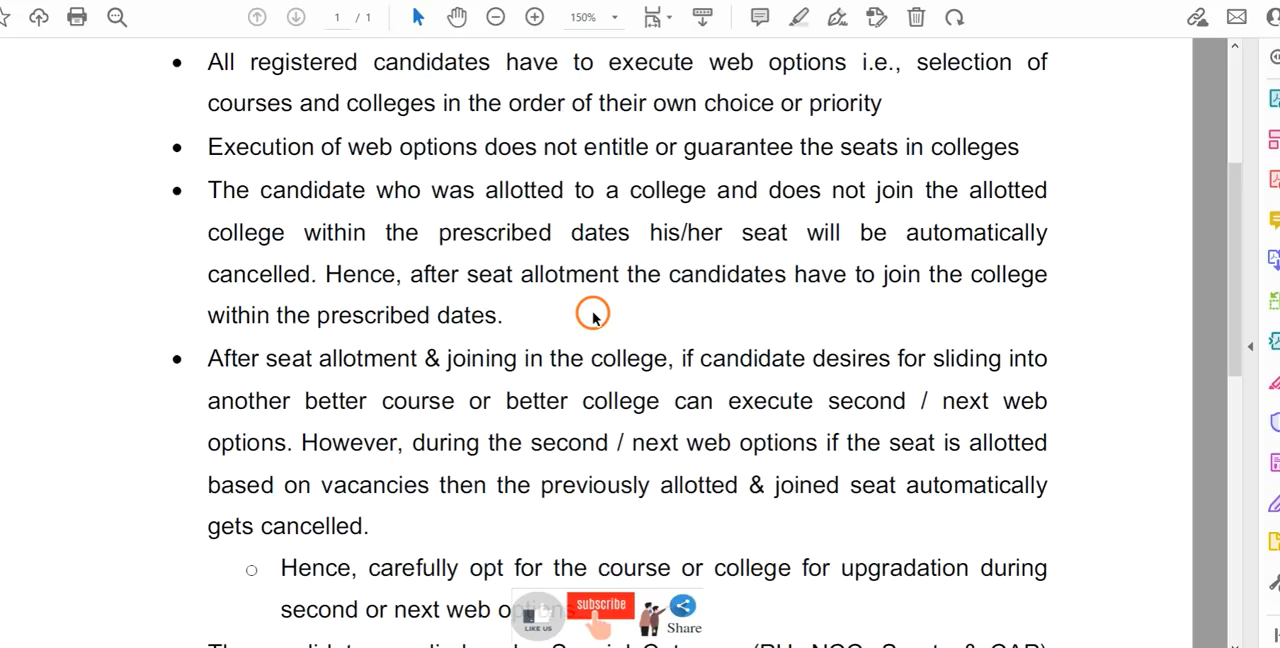 1 / 1
150%
• All registered candidates have to execute web options i.e., selection of
courses and colleges in the order of their own choice or priority
• Execution of web options does not entitle or guarantee the seats in colleges
• The candidate who was allotted to a college and does not join the allotted
college within the prescribed dates his/her seat will be automatically
cancelled. Hence, after seat allotment the candidates have to join the college
within the prescribed dates.
• After seat allotment & joining in the college, if candidate desires for sliding into
another better course or better college can execute second / next web
options. However, during the second / next web options if the seat is allotted
based on vacancies then the previously allotted & joined seat automatically
gets cancelled.
○ Hence, carefully opt for the course or college for upgradation during
second or next web
LIKE US
subscribe
Share